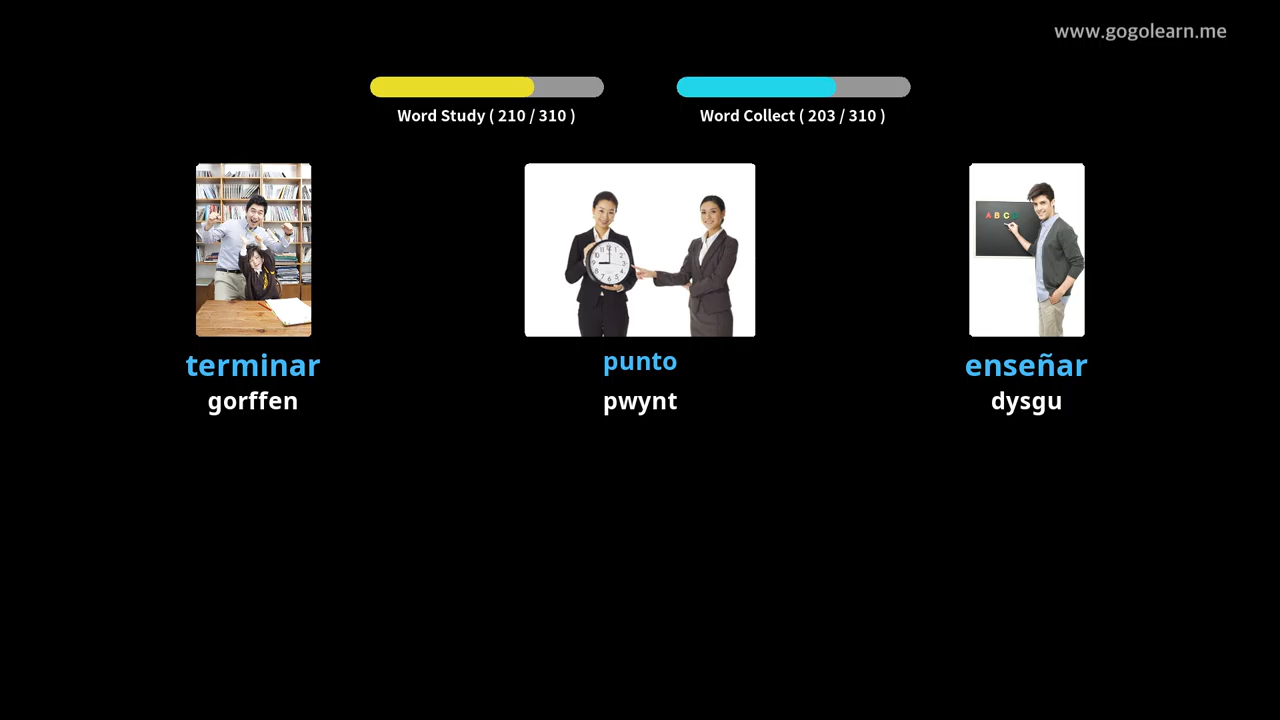 www.gogolearn.me
Word Study ( 210 / 310 )
Word Collect ( 203 / 310 )
terminar
gorffen
punto
pwynt
enseñar
dysgu